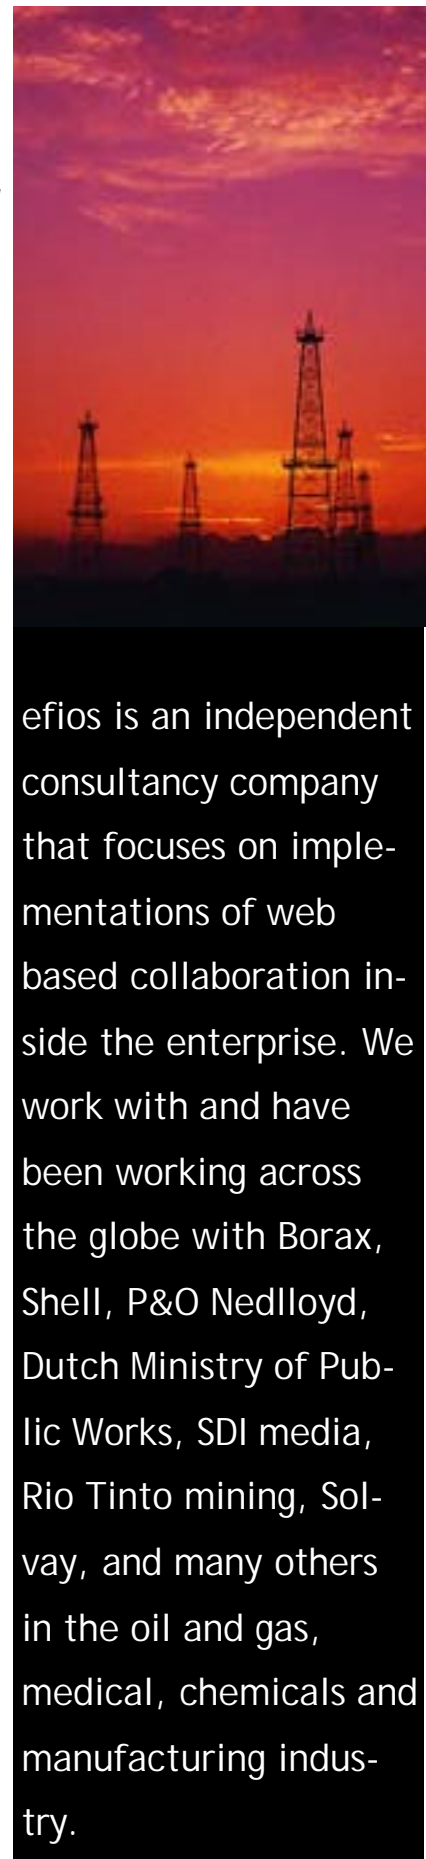 efios is an independent
consultancy company
that focuses on imple-
mentations of web
based collaboration in-
side the enterprise. We
work with and have
been working across
the globe with Borax,
Shell, P&O Nedlloyd,
Dutch Ministry of Pub-
lic Works, SDI media,
Rio Tinto mining, Sol-
vay, and many others
in the oil and gas,
medical, chemicals and
manufacturing indus-
try.